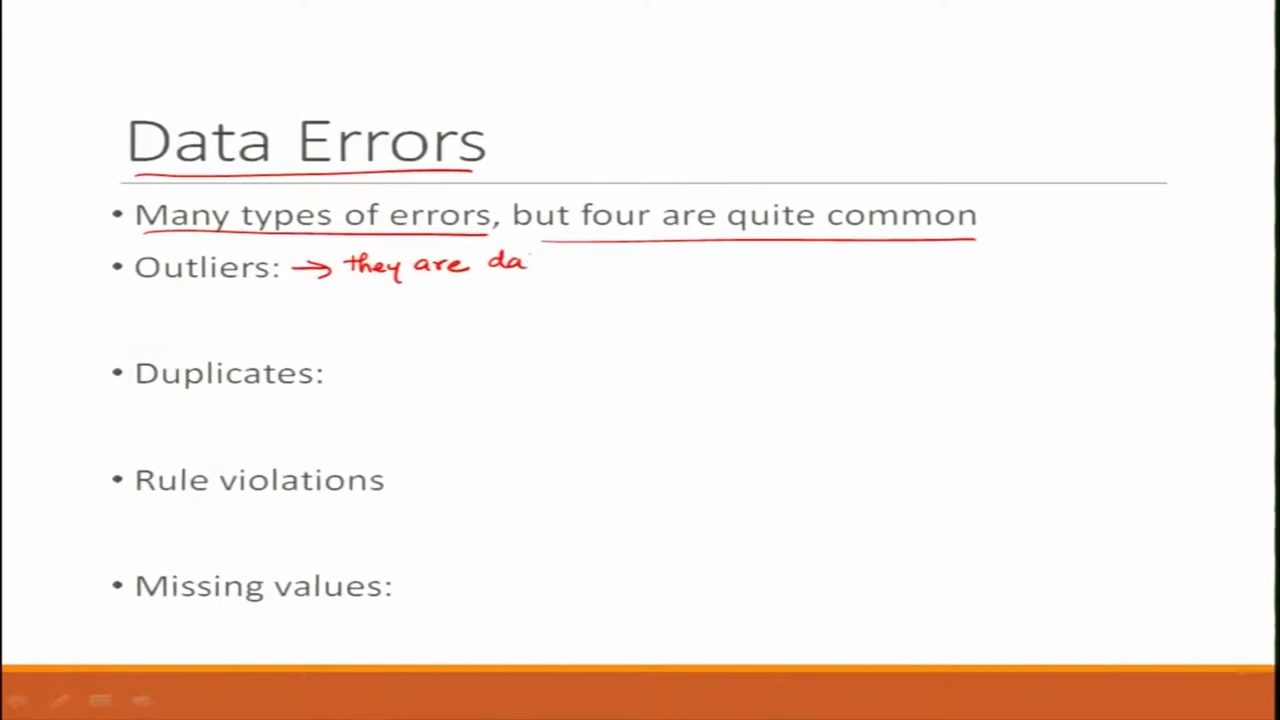 Data Errors
• Many types of errors, but four are quite common
• Outliers: → they are da
• Duplicates:
• Rule violations
• Missing values: